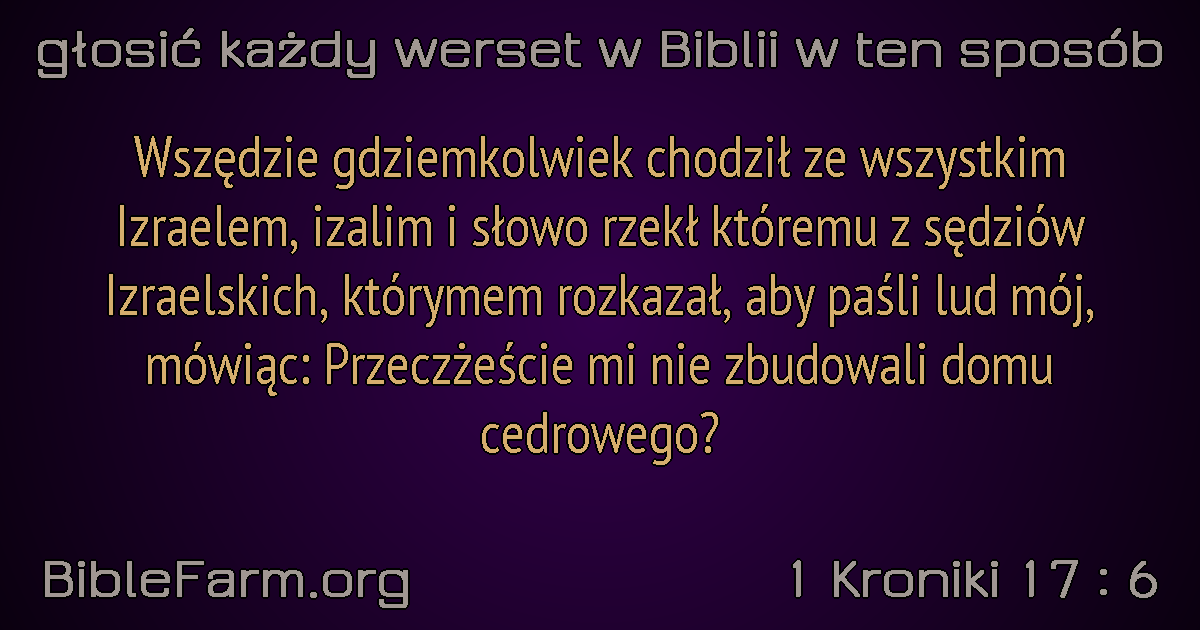 głosić każdy werset w Biblii w ten sposób
Wszędzie gdziemkolwiek chodził ze wszystkim
Izraelem, izalim i słowo rzekł któremu z sędziów
Izraelskich, którymem rozkazał, aby paśli lud mój,
mówiąc: Przeczżeście mi nie zbudowali domu
cedrowego?
BibleFarm.org
1 Kroniki 17 : 6